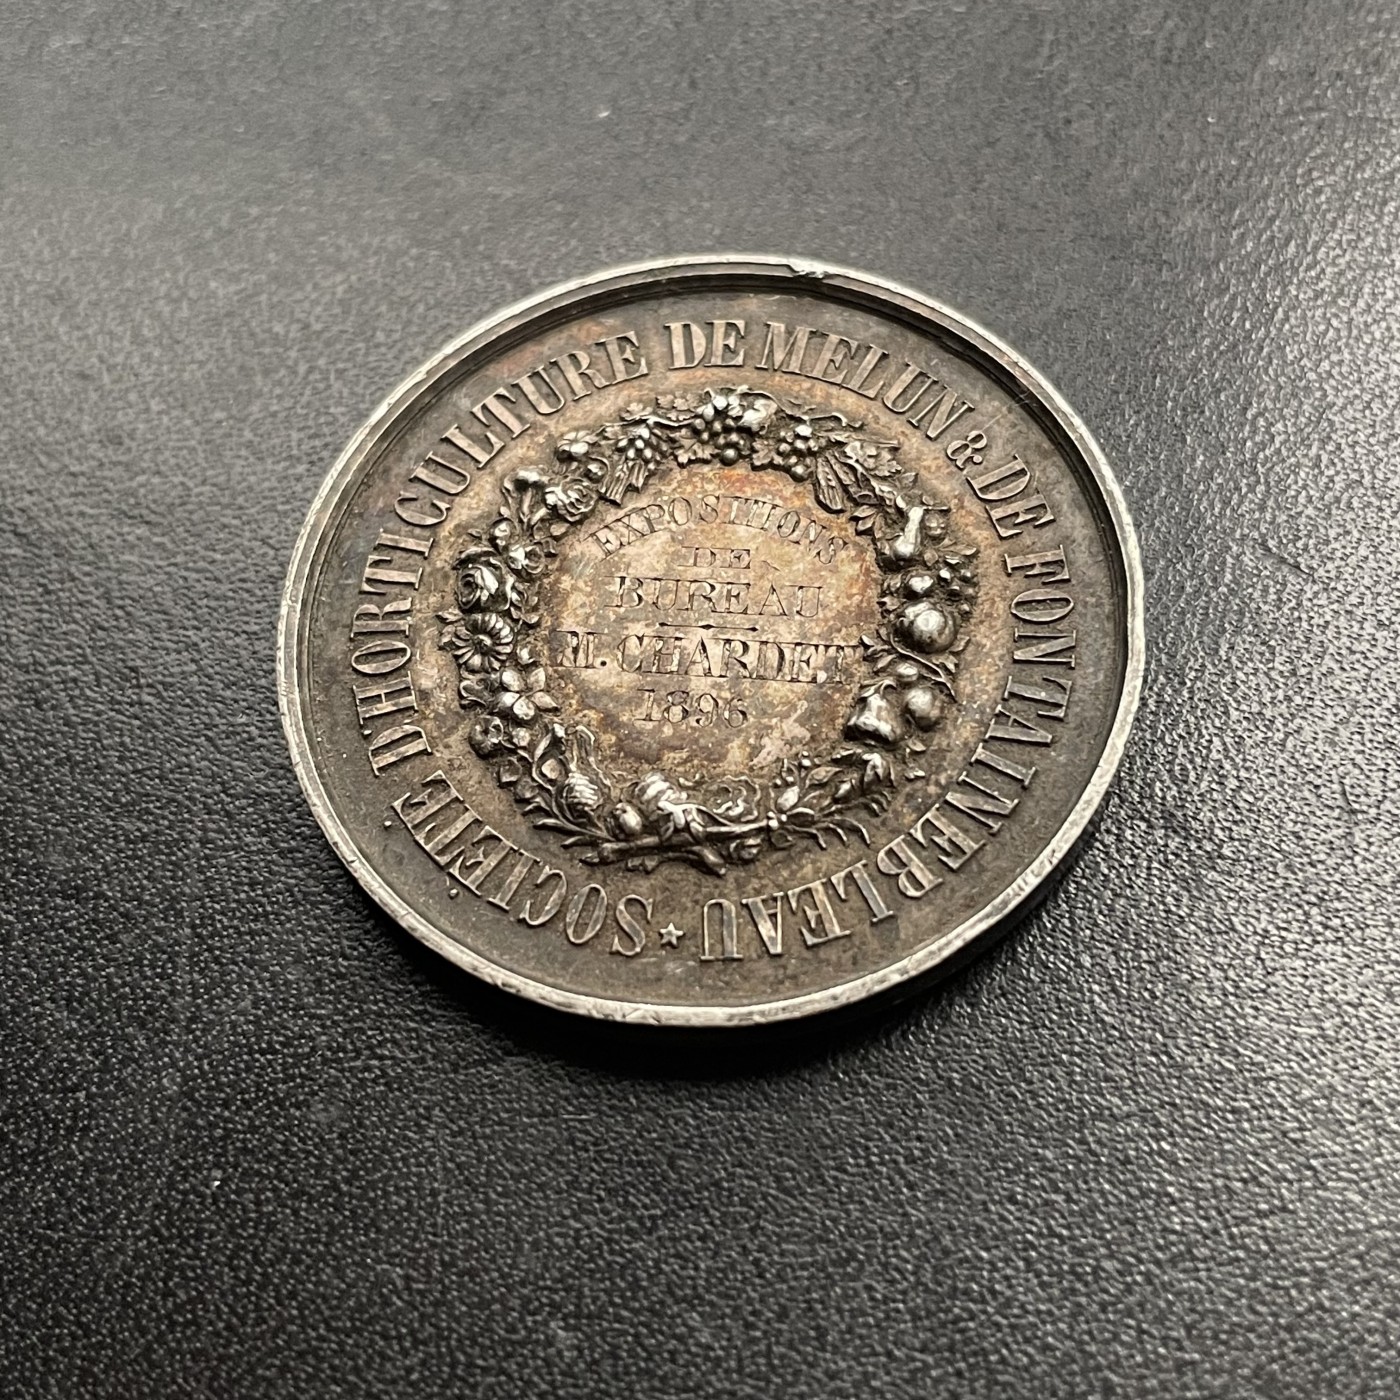 SOCIÉTÉ D'HORTICULTURE DE MELUN & DE FONTAINEBLEAU ★
EXPOSITIONS
DE
BUREAU
M. CHARDET
1896